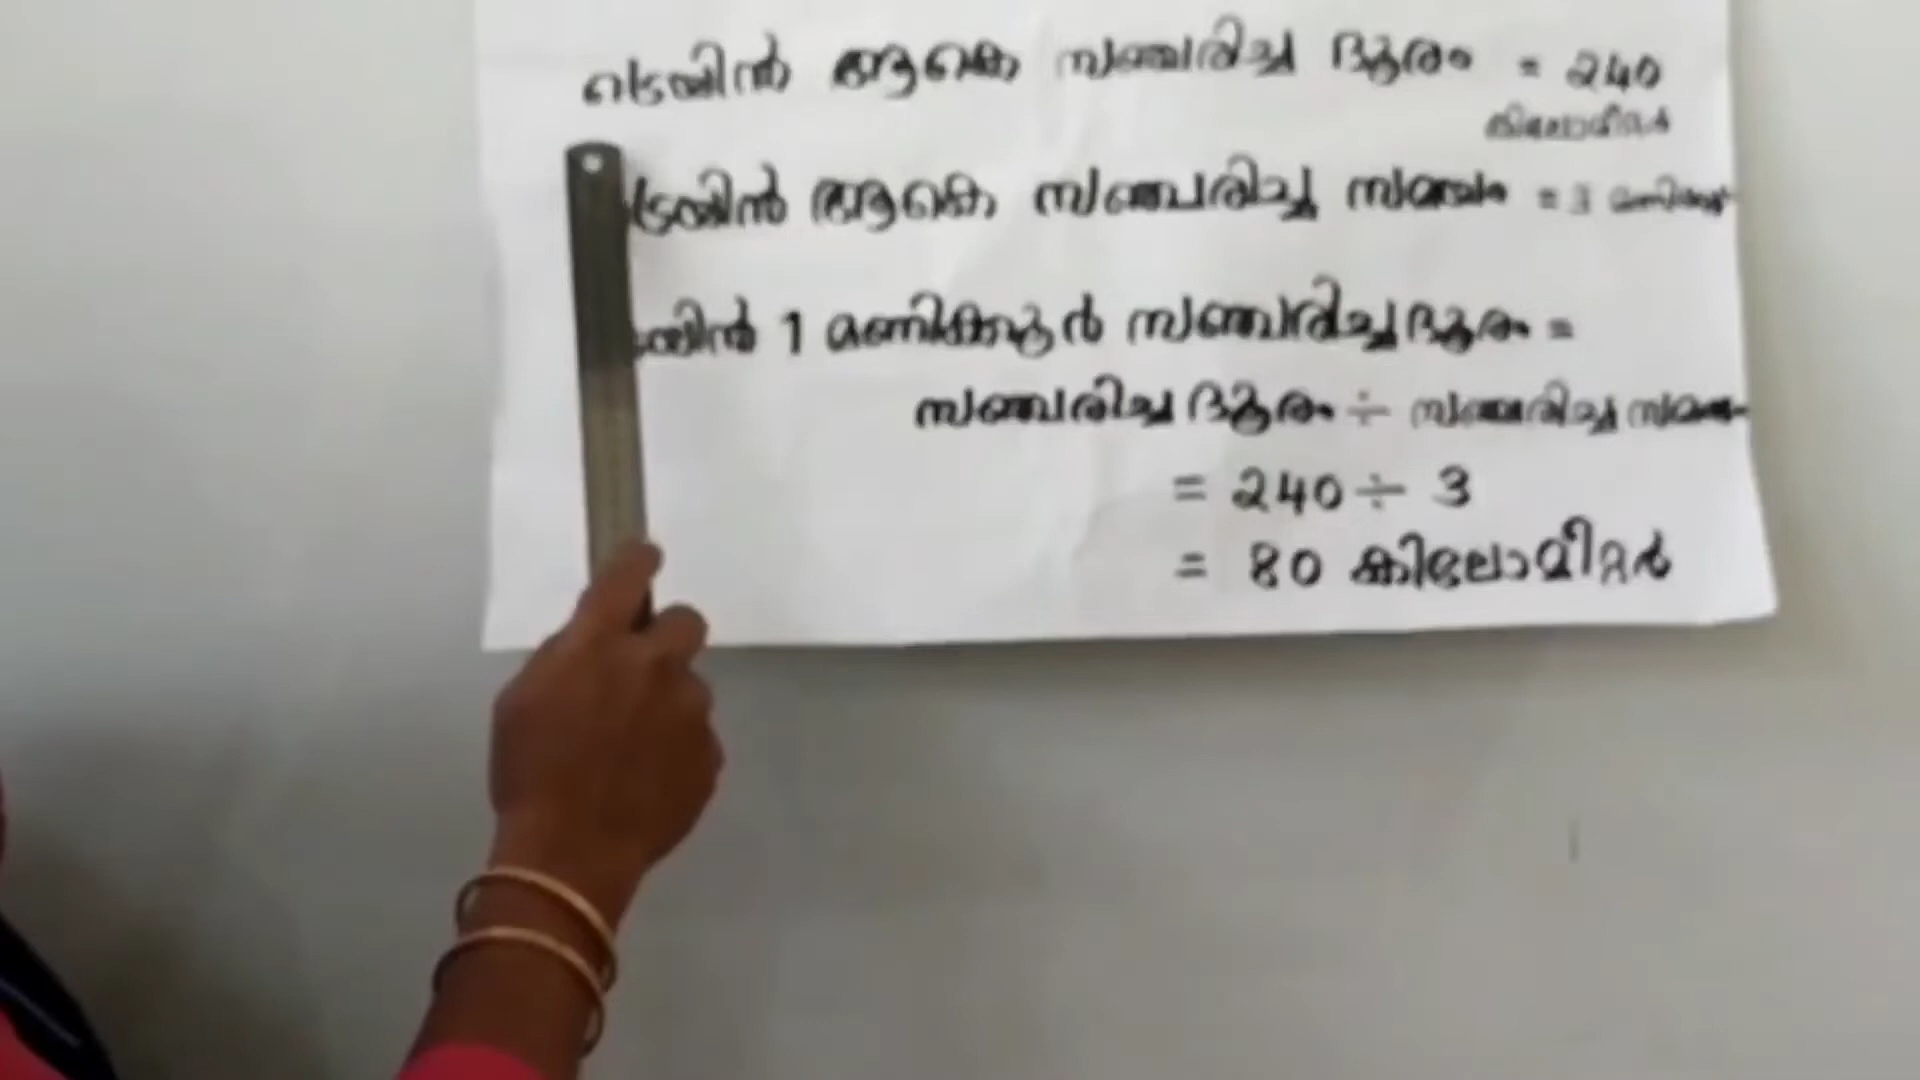 ട്രെയിൻ ആകെ സഞ്ചരിച്ച ദൂരം = 240
കിലോമീറ്റർ
ട്രെയിൻ ആകെ സഞ്ചരിച്ച സമയം = 3 മണിക്കൂർ
യിൻ 1 മണിക്കൂർ സഞ്ചരിച്ച ദൂരം =
സഞ്ചരിച്ച ദൂരം ÷ സഞ്ചരിച്ച സമയം
= 240 ÷ 3
= 80 കിലോമീറ്റർ